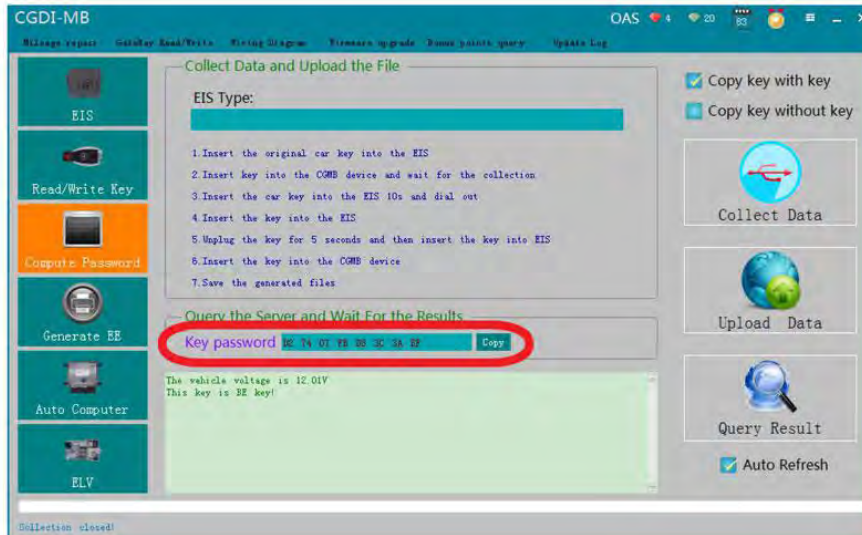 CGDI-MB
OAS 4 20 83
Mileage repair GateWay Read/Write Wiring Diagram Firmware upgrade Bonus points query Update Log
EIS
Read/Write Key
Compute Password
Generate EE
Auto Computer
ELV
Collect Data and Upload the File
EIS Type:
1.Insert the original car key into the EIS
2.Insert key into the CGMB device and wait for the collection
3.Insert the car key into the EIS 10s and dial out
4.Insert the key into the EIS
5.Unplug the key for 5 seconds and then insert the key into EIS
6.Insert the key into the CGMB device
7.Save the generated files
Query the Server and Wait For the Results
Key password
Copy
The vehicle voltage is 12.01V
This key is BE key!
Copy key with key
Copy key without key
Collect Data
Upload Data
Query Result
Auto Refresh
Collection closed!